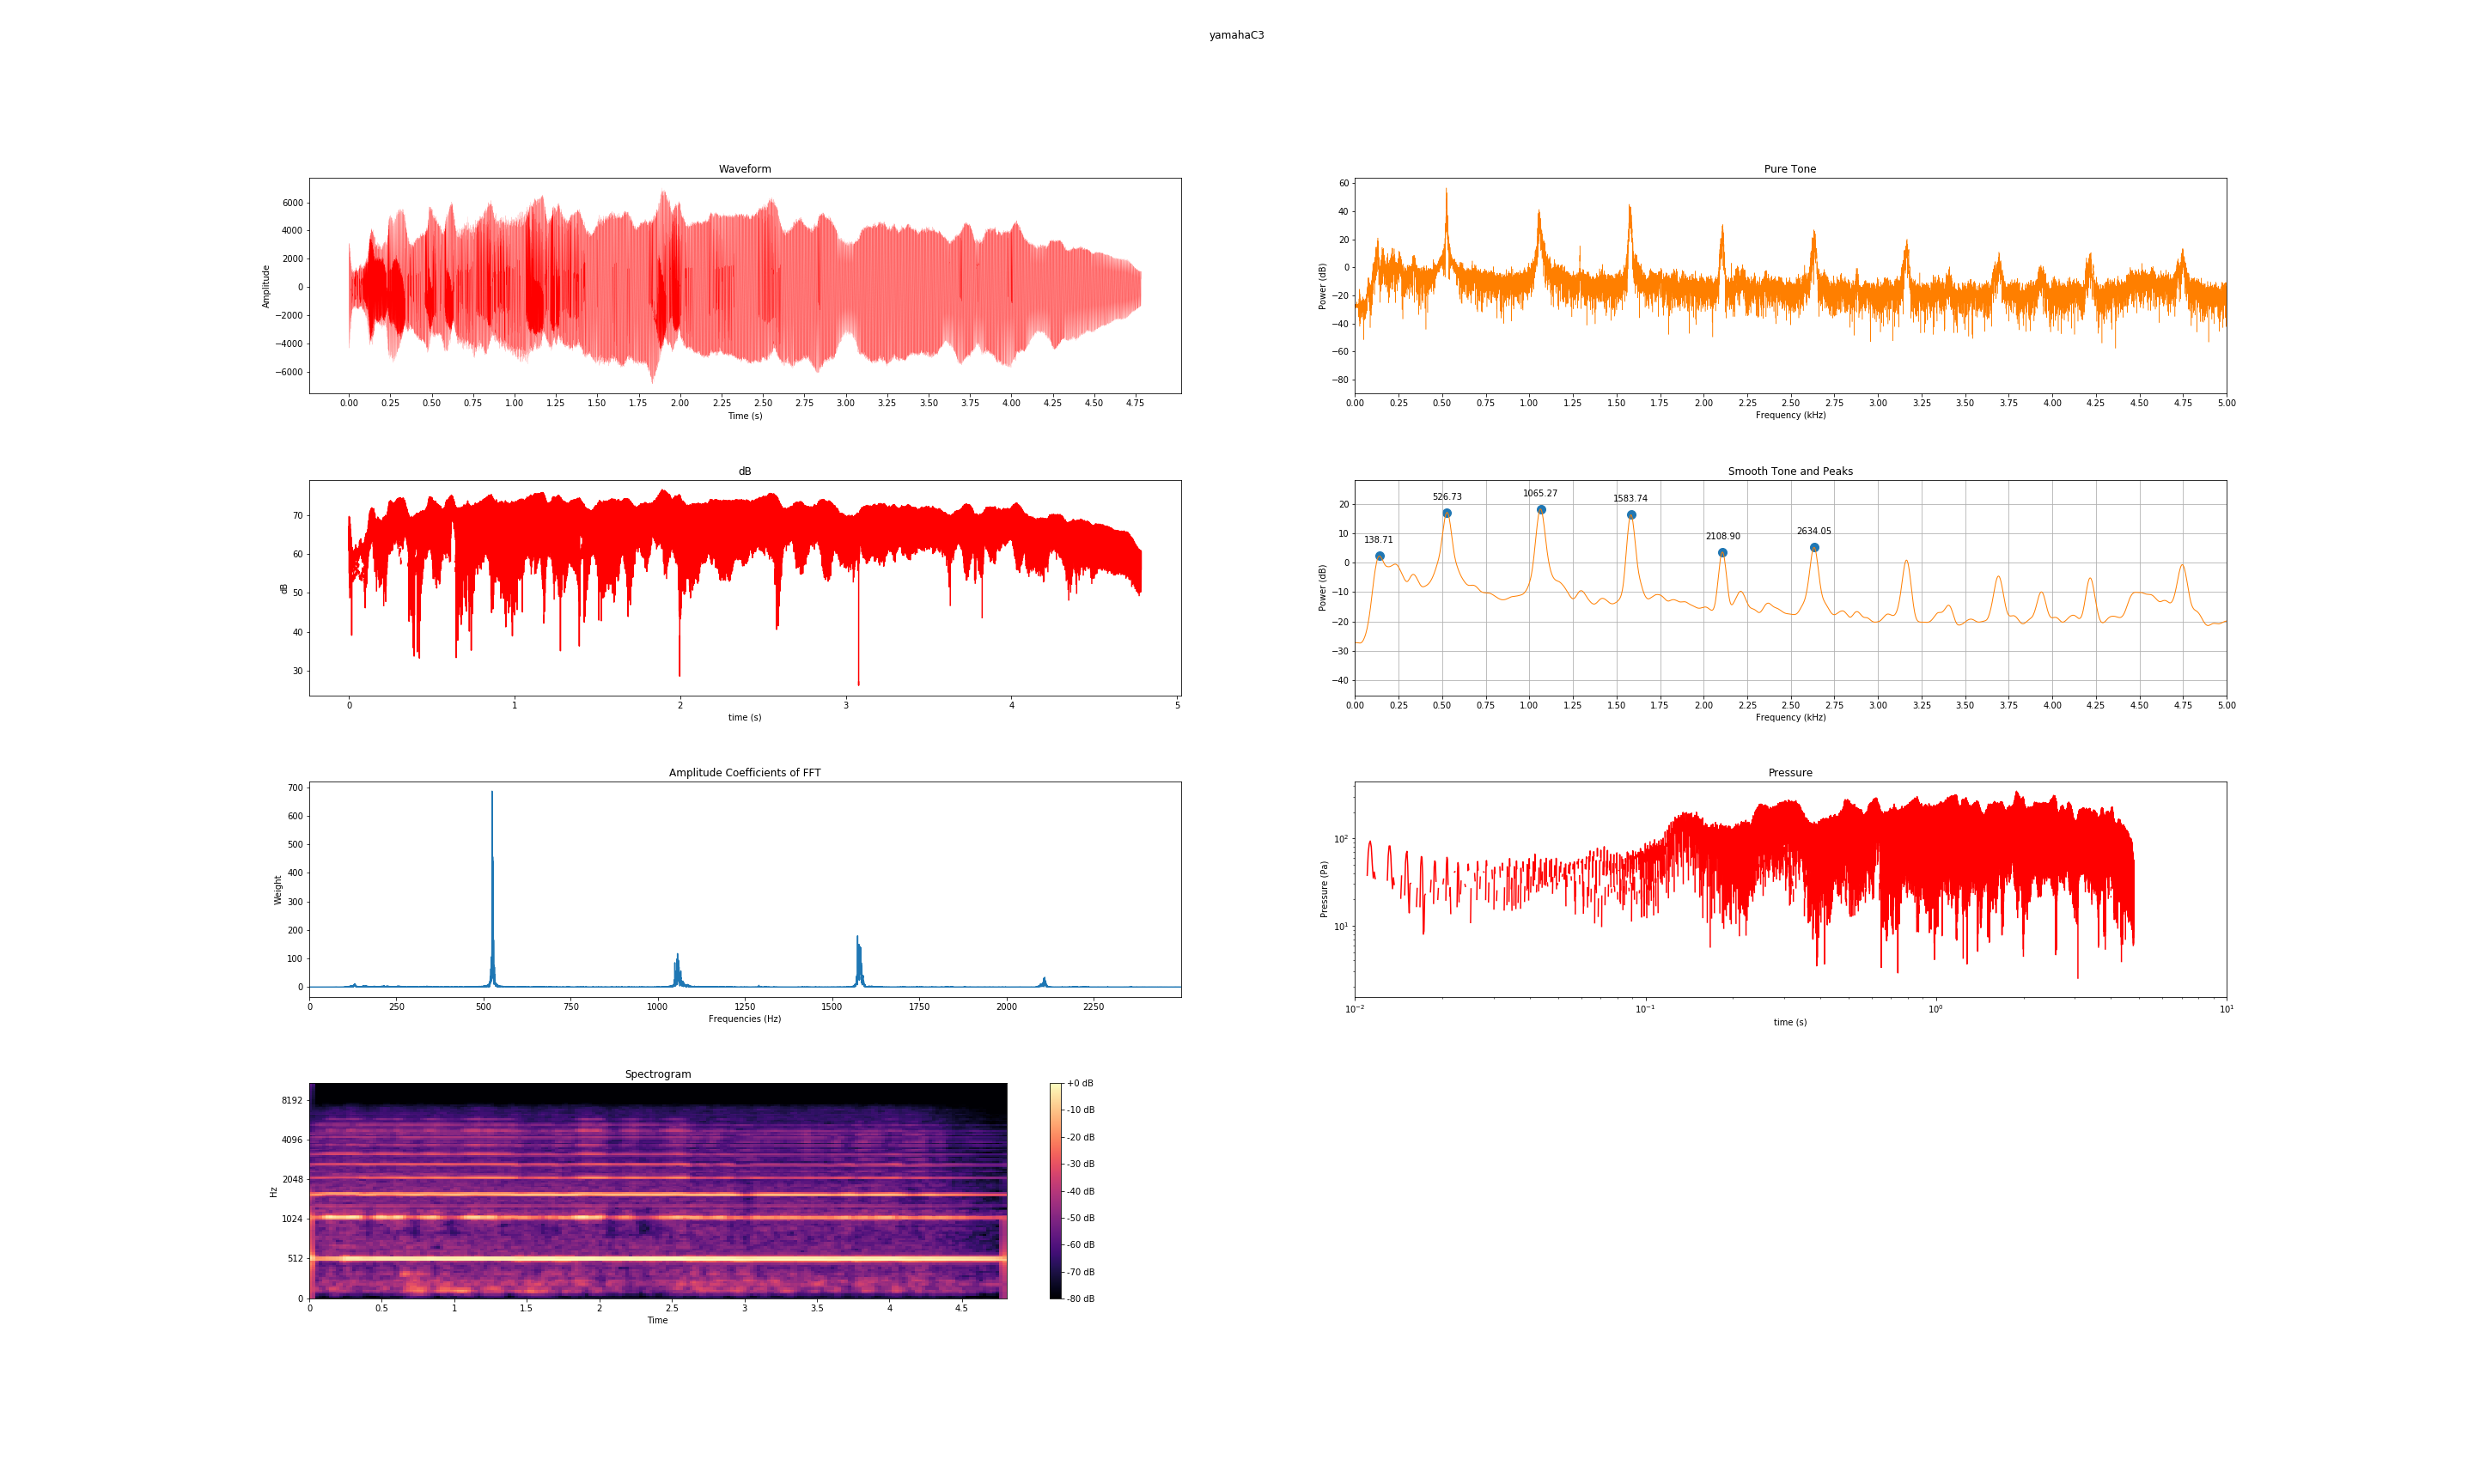 yamahaC3
Waveform
6000
4000
2000
0
−2000
−4000
−6000
Amplitude
0.00 0.25 0.50 0.75 1.00 1.25 1.50 1.75 2.00 2.25 2.50 2.75 3.00 3.25 3.50 3.75 4.00 4.25 4.50 4.75
Time (s)
Pure Tone
60
40
20
0
−20
−40
−60
−80
Power (dB)
0.00 0.25 0.50 0.75 1.00 1.25 1.50 1.75 2.00 2.25 2.50 2.75 3.00 3.25 3.50 3.75 4.00 4.25 4.50 4.75 5.00
Frequency (kHz)
dB
70
60
50
40
30
dB
0 1 2 3 4 5
time (s)
Smooth Tone and Peaks
20
10
0
−10
−20
−30
−40
Power (dB)
138.71
526.73
1065.27
1583.74
2108.90
2634.05
0.00 0.25 0.50 0.75 1.00 1.25 1.50 1.75 2.00 2.25 2.50 2.75 3.00 3.25 3.50 3.75 4.00 4.25 4.50 4.75 5.00
Frequency (kHz)
Amplitude Coefficients of FFT
700
600
500
400
300
200
100
0
Weight
0 250 500 750 1000 1250 1500 1750 2000 2250
Frequencies (Hz)
Pressure
10²
10¹
Pressure (Pa)
10⁻² 10⁻¹ 10⁰ 10¹
time (s)
Spectrogram
8192
4096
2048
1024
512
0
Hz
0 0.5 1 1.5 2 2.5 3 3.5 4 4.5
Time
+0 dB
-10 dB
-20 dB
-30 dB
-40 dB
-50 dB
-60 dB
-70 dB
-80 dB